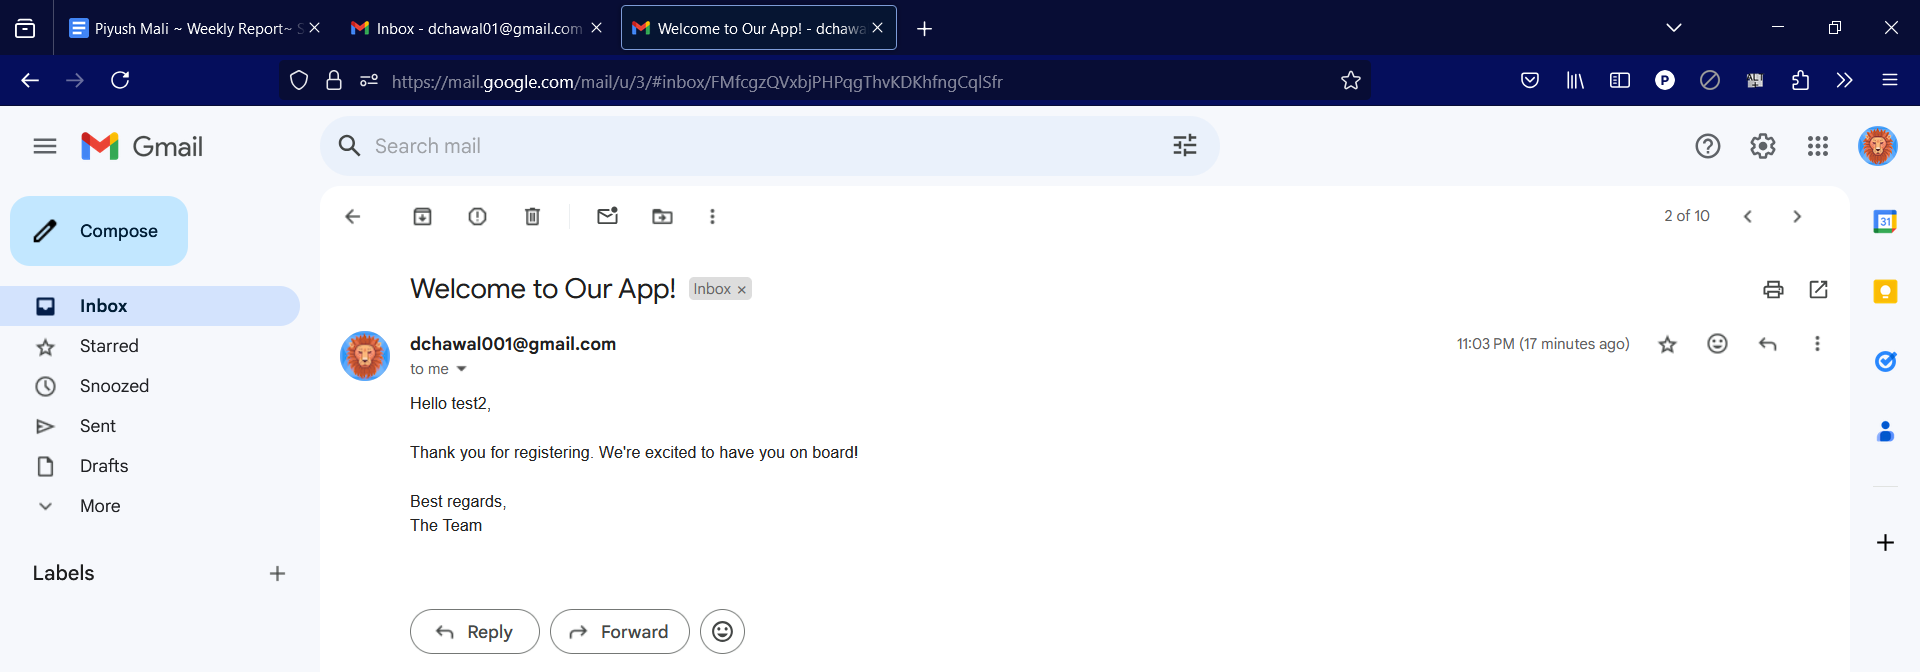 Piyush Mali ~ Weekly Report~ S
Inbox - dchawal01@gmail.com
Welcome to Our App! - dchawa
https://mail.google.com/mail/u/3/#inbox/FMfcgzQVxbjPHPqgThvKDKhfngCqlSfr
P
Gmail
Search mail
Compose
2 of 10
31
Welcome to Our App! Inbox ×
Inbox
Starred
Snoozed
Sent
Drafts
More
Labels
dchawal001@gmail.com
11:03 PM (17 minutes ago)
to me
Hello test2,
Thank you for registering. We're excited to have you on board!
Best regards,
The Team
Reply
Forward